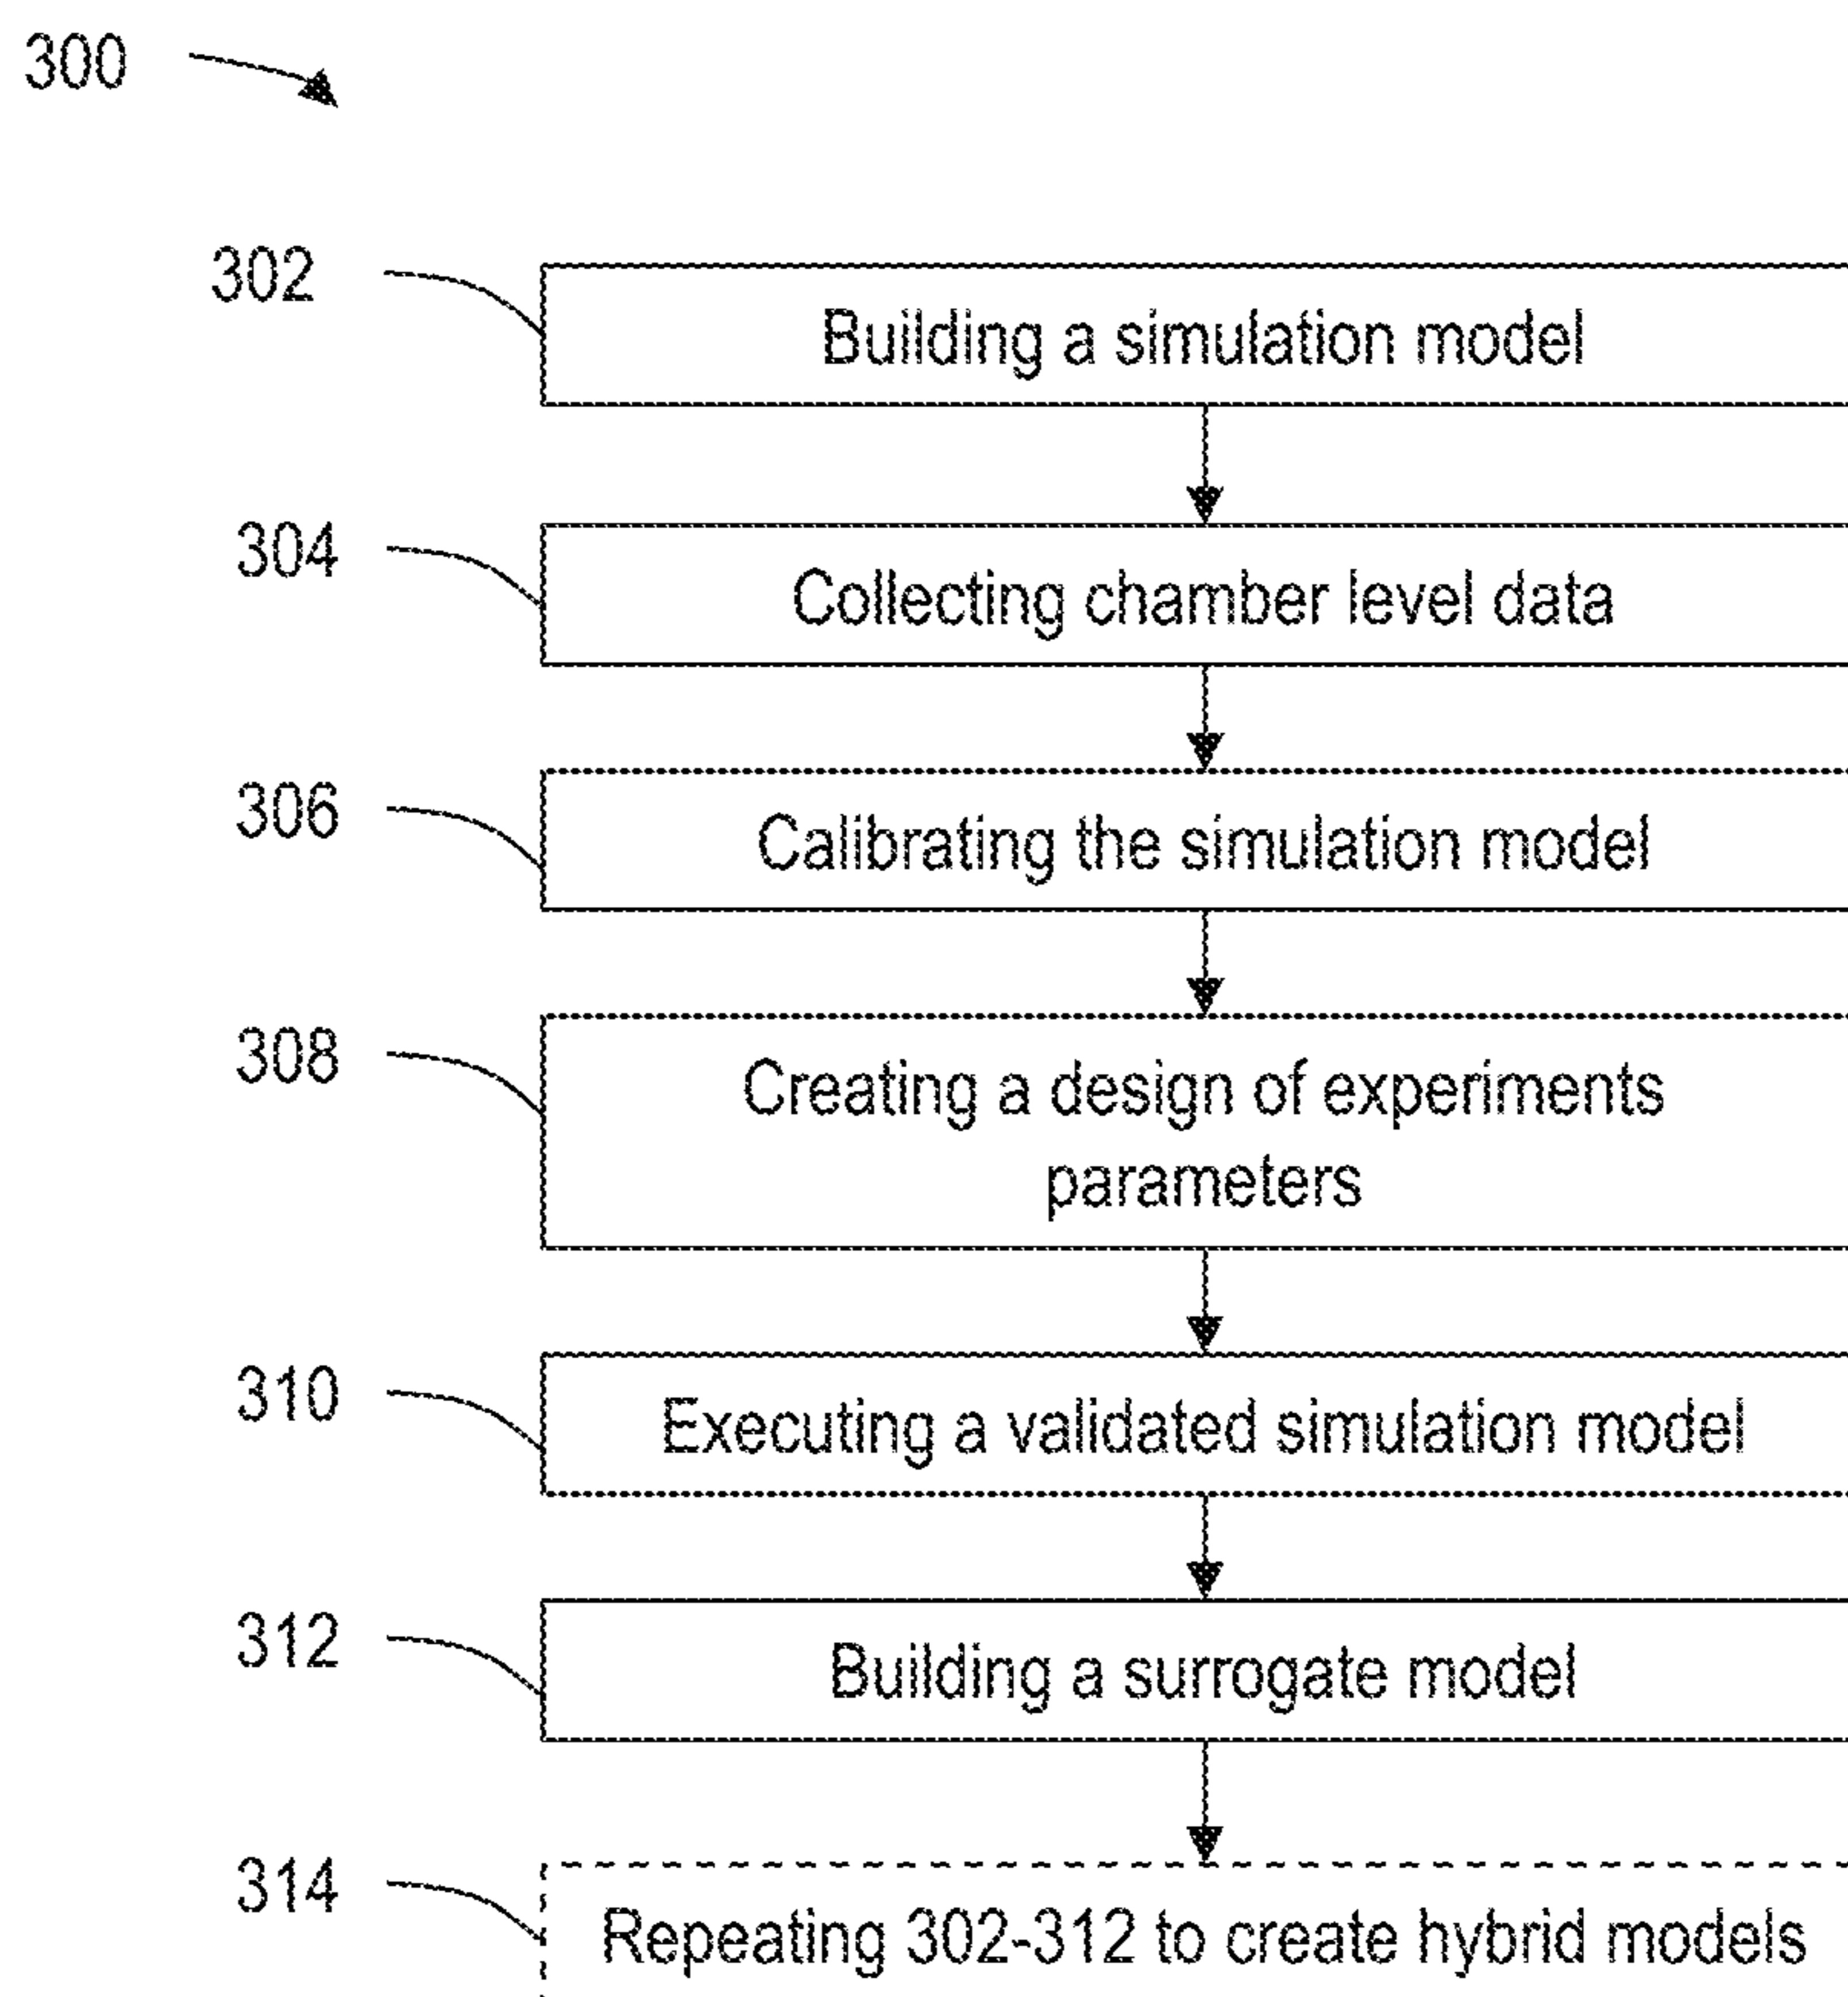 300
302
Building a simulation model
304
Collecting chamber level data
306
Calibrating the simulation model
308
Creating a design of experiments
parameters
310
Executing a validated simulation model
312
Building a surrogate model
314
Repeating 302-312 to create hybrid models